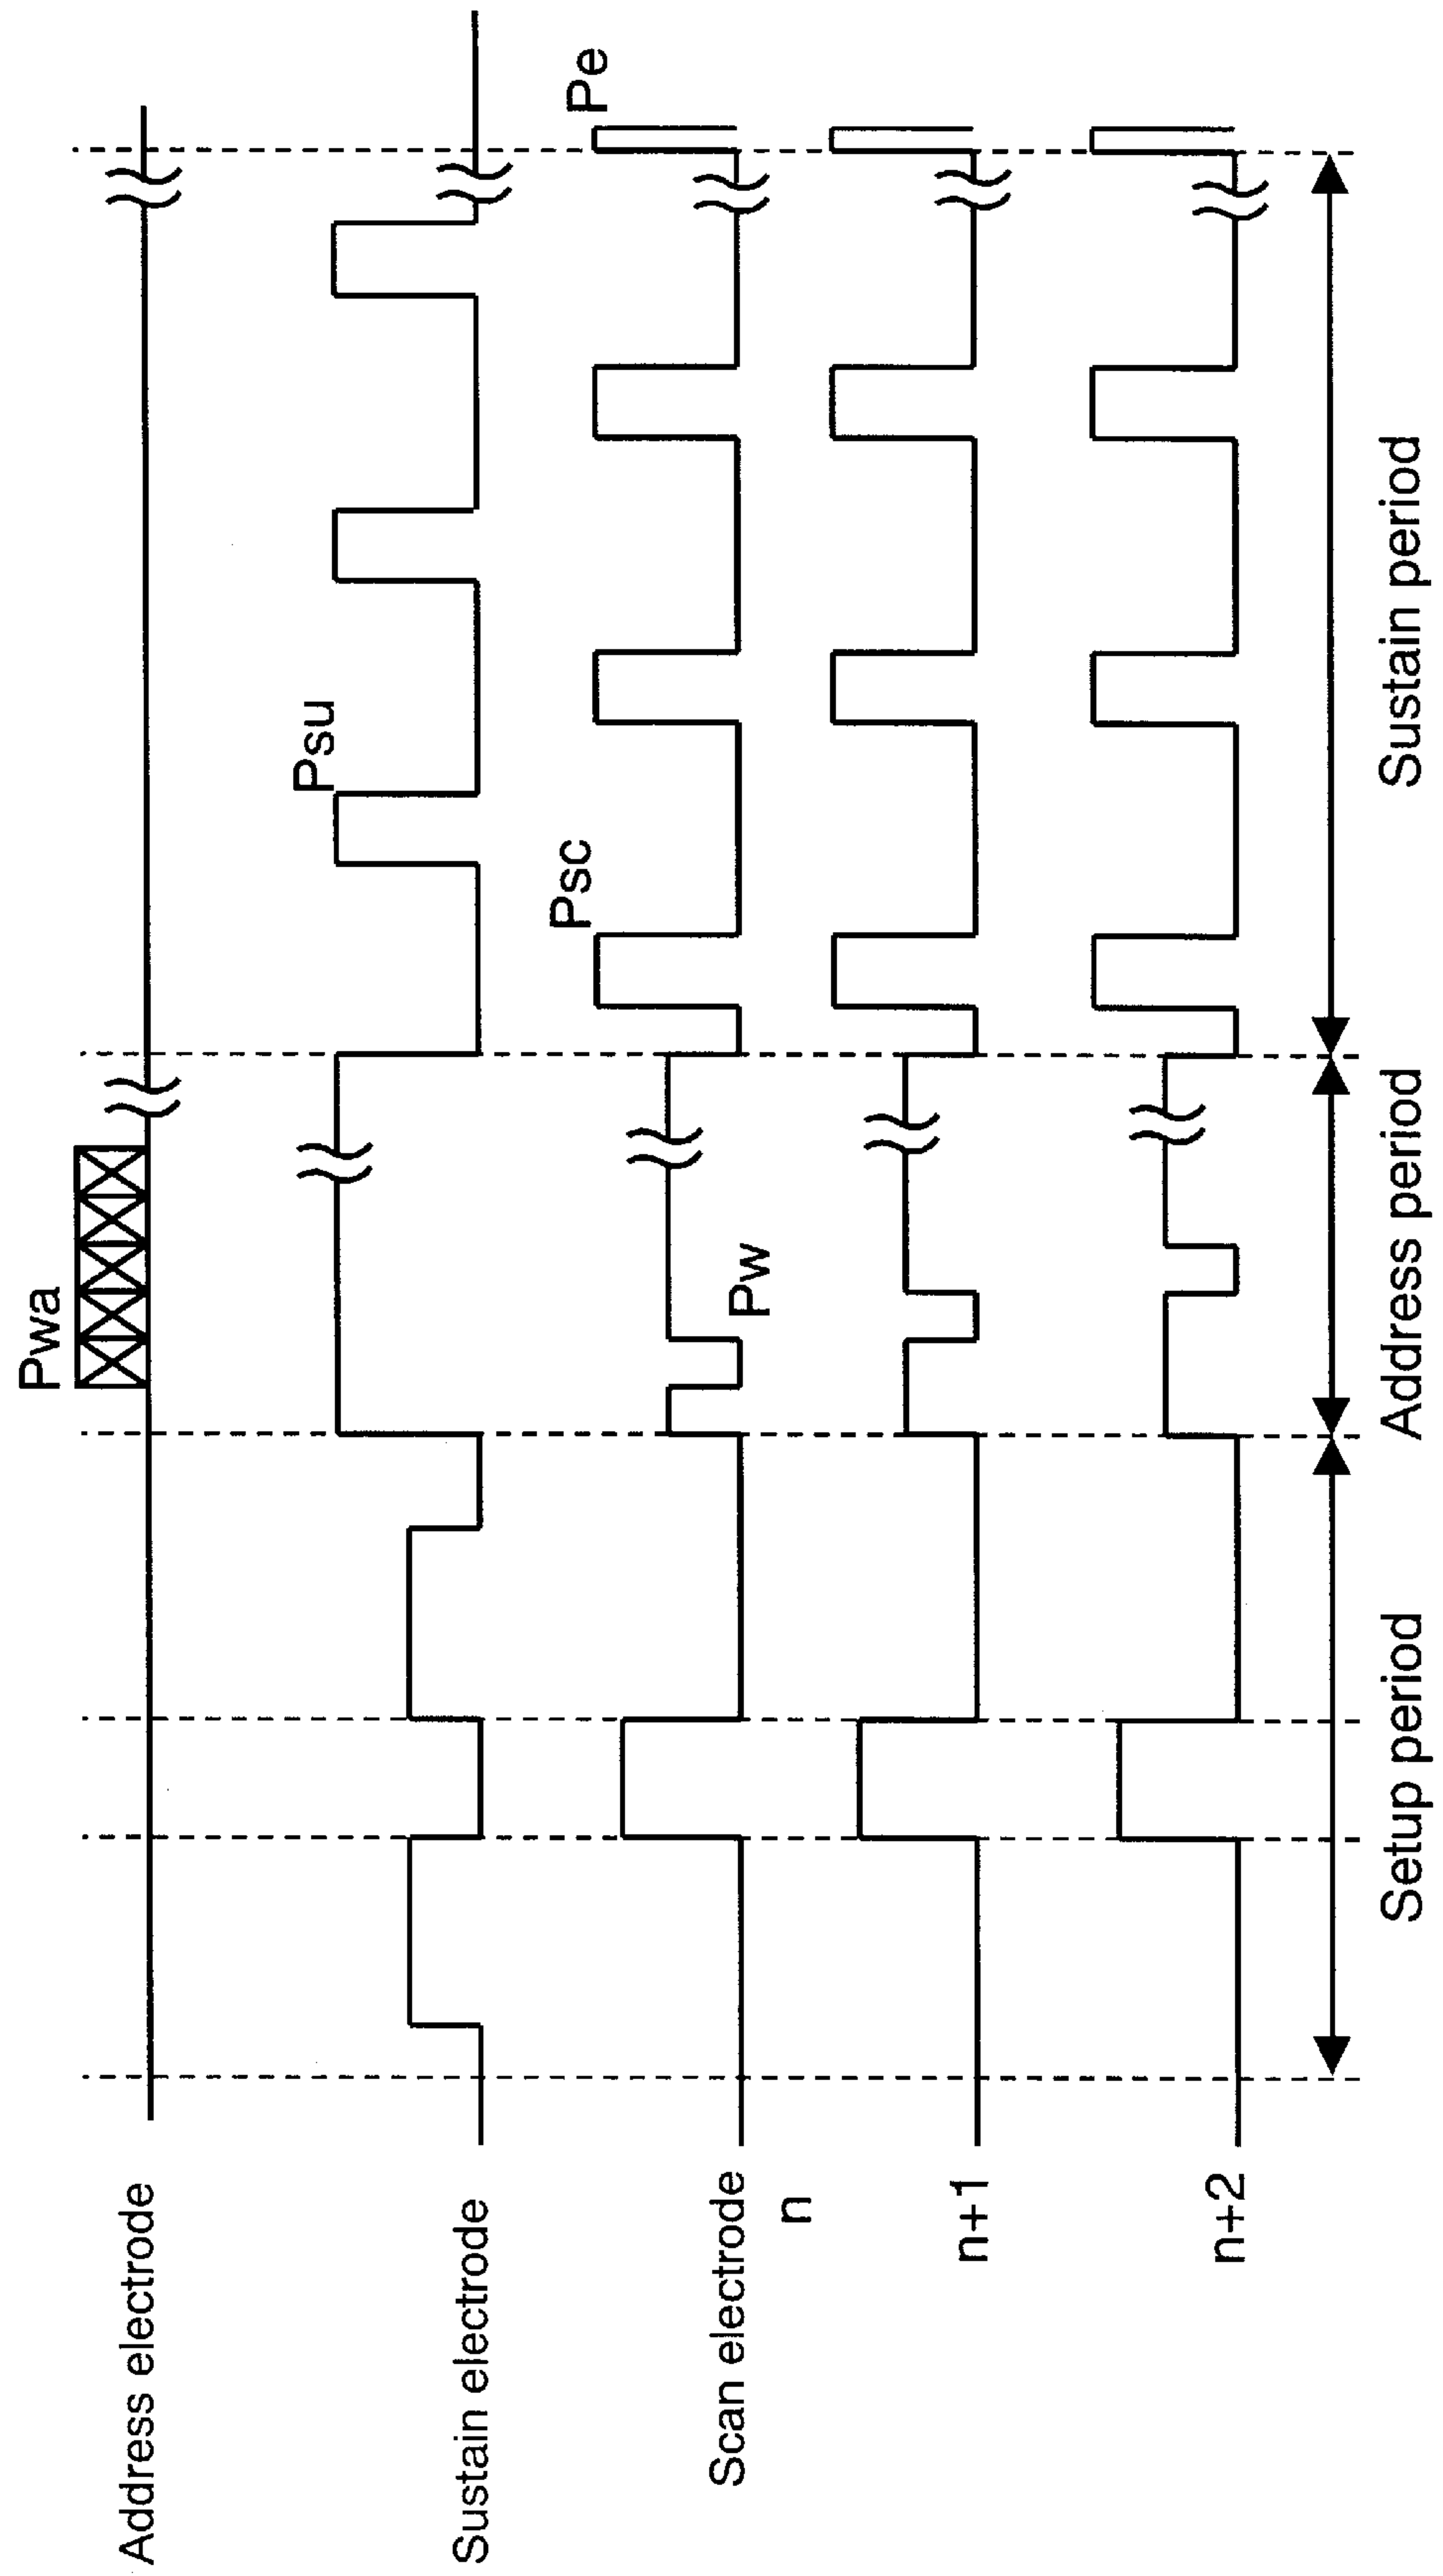 Pwa
Address electrode
Psu
Sustain electrode
Psc
Pe
Scan electrode
n
Pw
n+1
n+2
Setup period
Address period
Sustain period